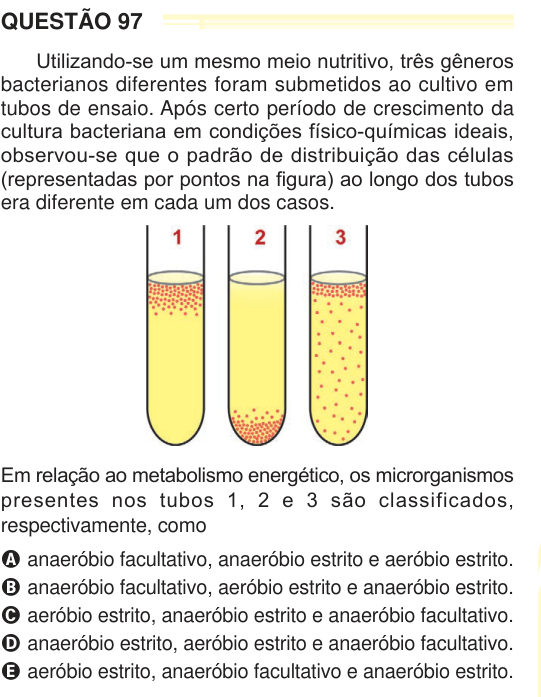 QUESTÃO 97
Utilizando-se um mesmo meio nutritivo, três gêneros
bacterianos diferentes foram submetidos ao cultivo em
tubos de ensaio. Após certo período de crescimento da
cultura bacteriana em condições físico-químicas ideais,
observou-se que o padrão de distribuição das células
(representadas por pontos na figura) ao longo dos tubos
era diferente em cada um dos casos.
1 2 3
Em relação ao metabolismo energético, os microrganismos
presentes nos tubos 1, 2 e 3 são classificados,
respectivamente, como
A anaeróbio facultativo, anaeróbio estrito e aeróbio estrito.
B anaeróbio facultativo, aeróbio estrito e anaeróbio estrito.
C aeróbio estrito, anaeróbio estrito e anaeróbio facultativo.
D anaeróbio estrito, aeróbio estrito e anaeróbio facultativo.
E aeróbio estrito, anaeróbio facultativo e anaeróbio estrito.